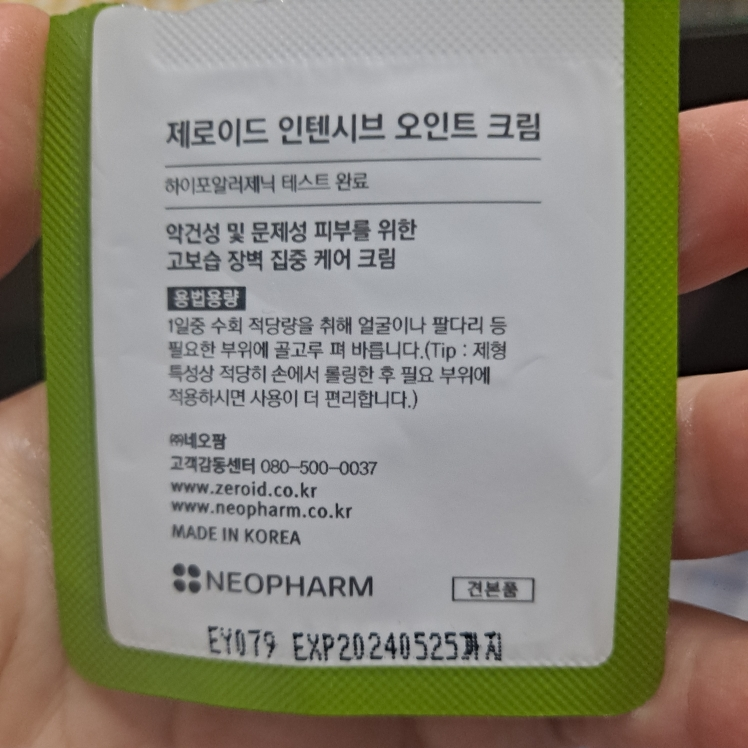 제로이드 인텐시브 오인트 크림
하이포알러제닉 테스트 완료
악건성 및 문제성 피부를 위한
고보습 장벽 집중 케어 크림
용법용량
1일중 수회 적당량을 취해 얼굴이나 팔다리 등
필요한 부위에 골고루 펴 바릅니다.(Tip : 제형
특성상 적당히 손에서 롤링한 후 필요 부위에
적용하시면 사용이 더 편리합니다.)
㈜네오팜
고객감동센터 080-500-0037
www.zeroid.co.kr
www.neopharm.co.kr
MADE IN KOREA
NEOPHARM
견본품
EY079 EXP20240525까지